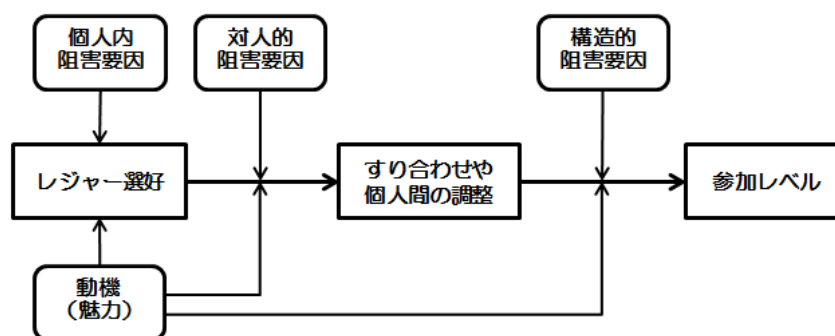 個人内
阻害要因
対人的
阻害要因
構造的
阻害要因
レジャー選好
すり合わせや
個人間の調整
参加レベル
動機
（魅力）